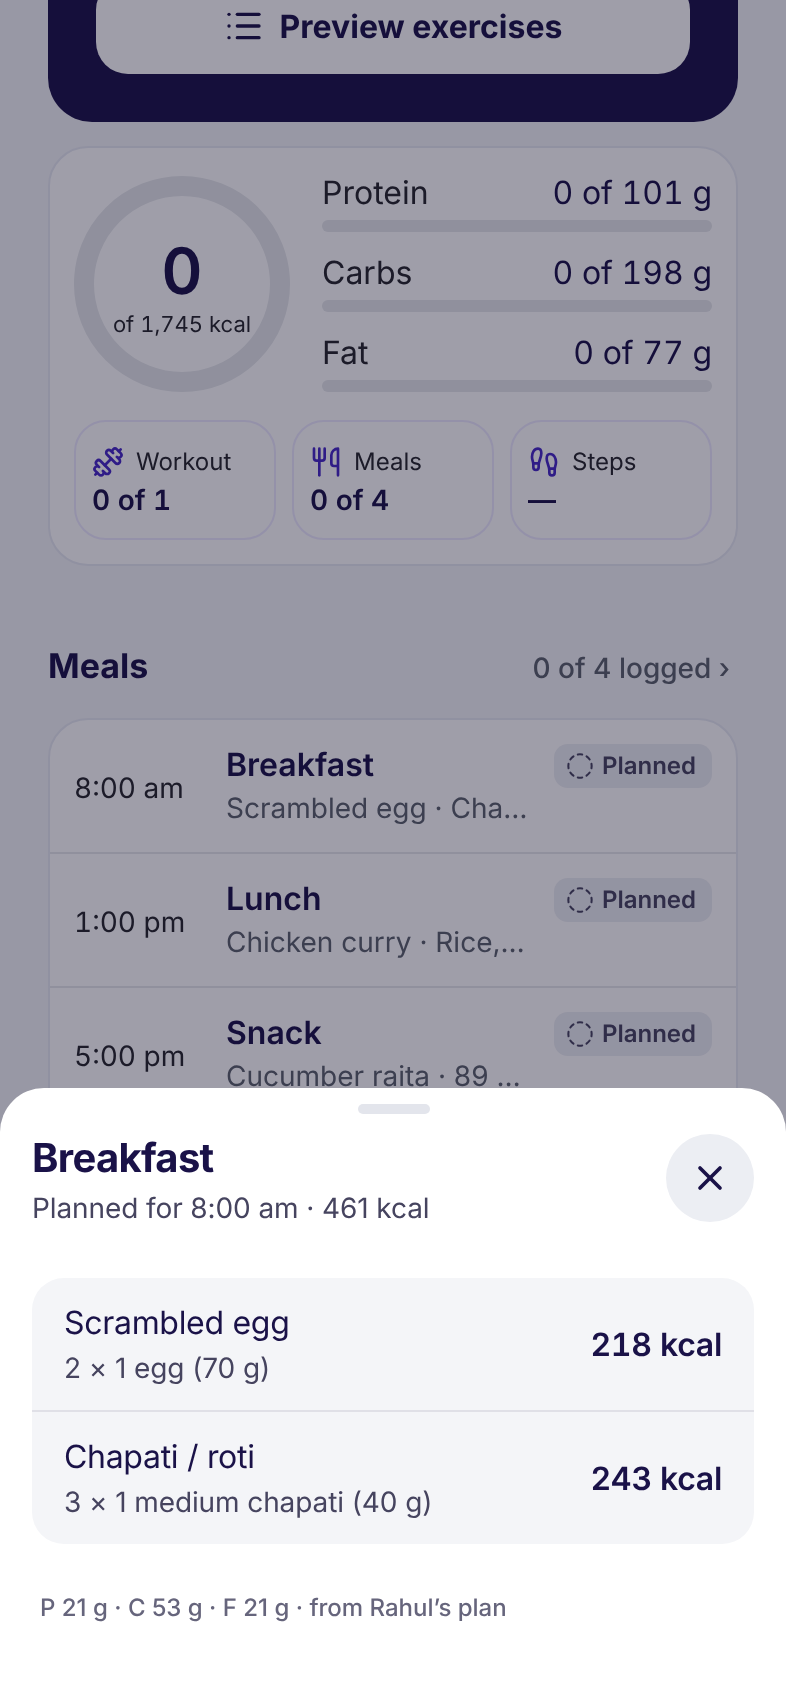 Preview exercises
0
of 1,745 kcal
Protein 0 of 101 g
Carbs 0 of 198 g
Fat 0 of 77 g
Workout
0 of 1
Meals
0 of 4
Steps
—
Meals 0 of 4 logged ›
8:00 am
Breakfast
Scrambled egg · Cha...
Planned
1:00 pm
Lunch
Chicken curry · Rice,...
Planned
5:00 pm
Snack
Cucumber raita · 89 ...
Planned
Breakfast
Planned for 8:00 am · 461 kcal
Scrambled egg
2 × 1 egg (70 g)
218 kcal
Chapati / roti
3 × 1 medium chapati (40 g)
243 kcal
P 21 g · C 53 g · F 21 g · from Rahul’s plan